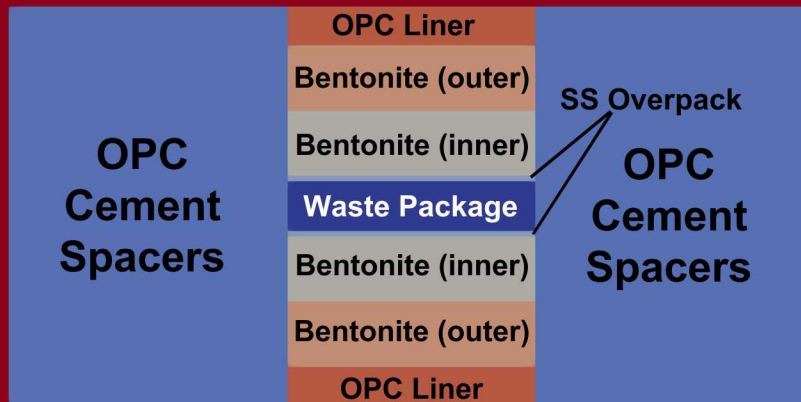 OPC Liner
Bentonite (outer)
SS Overpack
Bentonite (inner)
OPC
Cement
Spacers
Waste Package
OPC
Cement
Spacers
Bentonite (inner)
Bentonite (outer)
OPC Liner